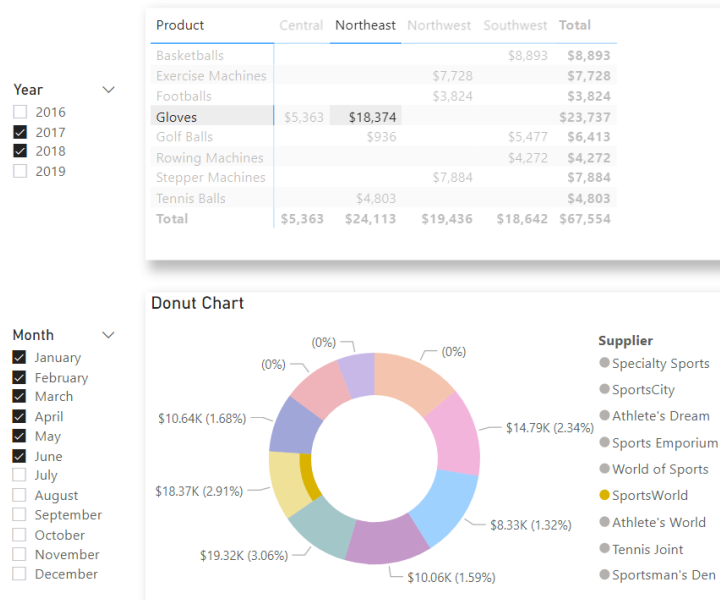 Product Central Northeast Northwest Southwest Total
Basketballs $8,893 $8,893
Exercise Machines $7,728 $7,728
Footballs $3,824 $3,824
Gloves $5,363 $18,374 $23,737
Golf Balls $936 $5,477 $6,413
Rowing Machines $4,272 $4,272
Stepper Machines $7,884 $7,884
Tennis Balls $4,803 $4,803
Total $5,363 $24,113 $19,436 $18,642 $67,554
Year
2016
2017
2018
2019
Month
January
February
March
April
May
June
July
August
September
October
November
December
Donut Chart
(0%)
(0%)
(0%)
$10.64K (1.68%)
$14.79K (2.34%)
$18.37K (2.91%)
$8.33K (1.32%)
$19.32K (3.06%)
$10.06K (1.59%)
Supplier
Specialty Sports
SportsCity
Athlete's Dream
Sports Emporium
World of Sports
SportsWorld
Athlete's World
Tennis Joint
Sportsman's Den